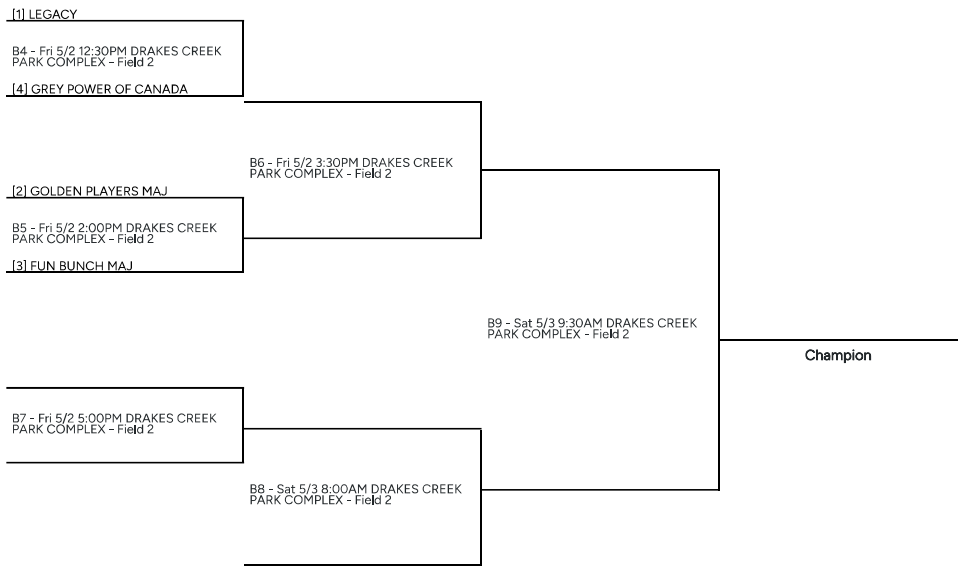 [1] LEGACY
B4 - Fri 5/2 12:30PM DRAKES CREEK
PARK COMPLEX - Field 2
[4] GREY POWER OF CANADA
B6 - Fri 5/2 3:30PM DRAKES CREEK
PARK COMPLEX - Field 2
[2] GOLDEN PLAYERS MAJ
B5 - Fri 5/2 2:00PM DRAKES CREEK
PARK COMPLEX - Field 2
[3] FUN BUNCH MAJ
B9 - Sat 5/3 9:30AM DRAKES CREEK
PARK COMPLEX - Field 2
Champion
B7 - Fri 5/2 5:00PM DRAKES CREEK
PARK COMPLEX - Field 2
B8 - Sat 5/3 8:00AM DRAKES CREEK
PARK COMPLEX - Field 2